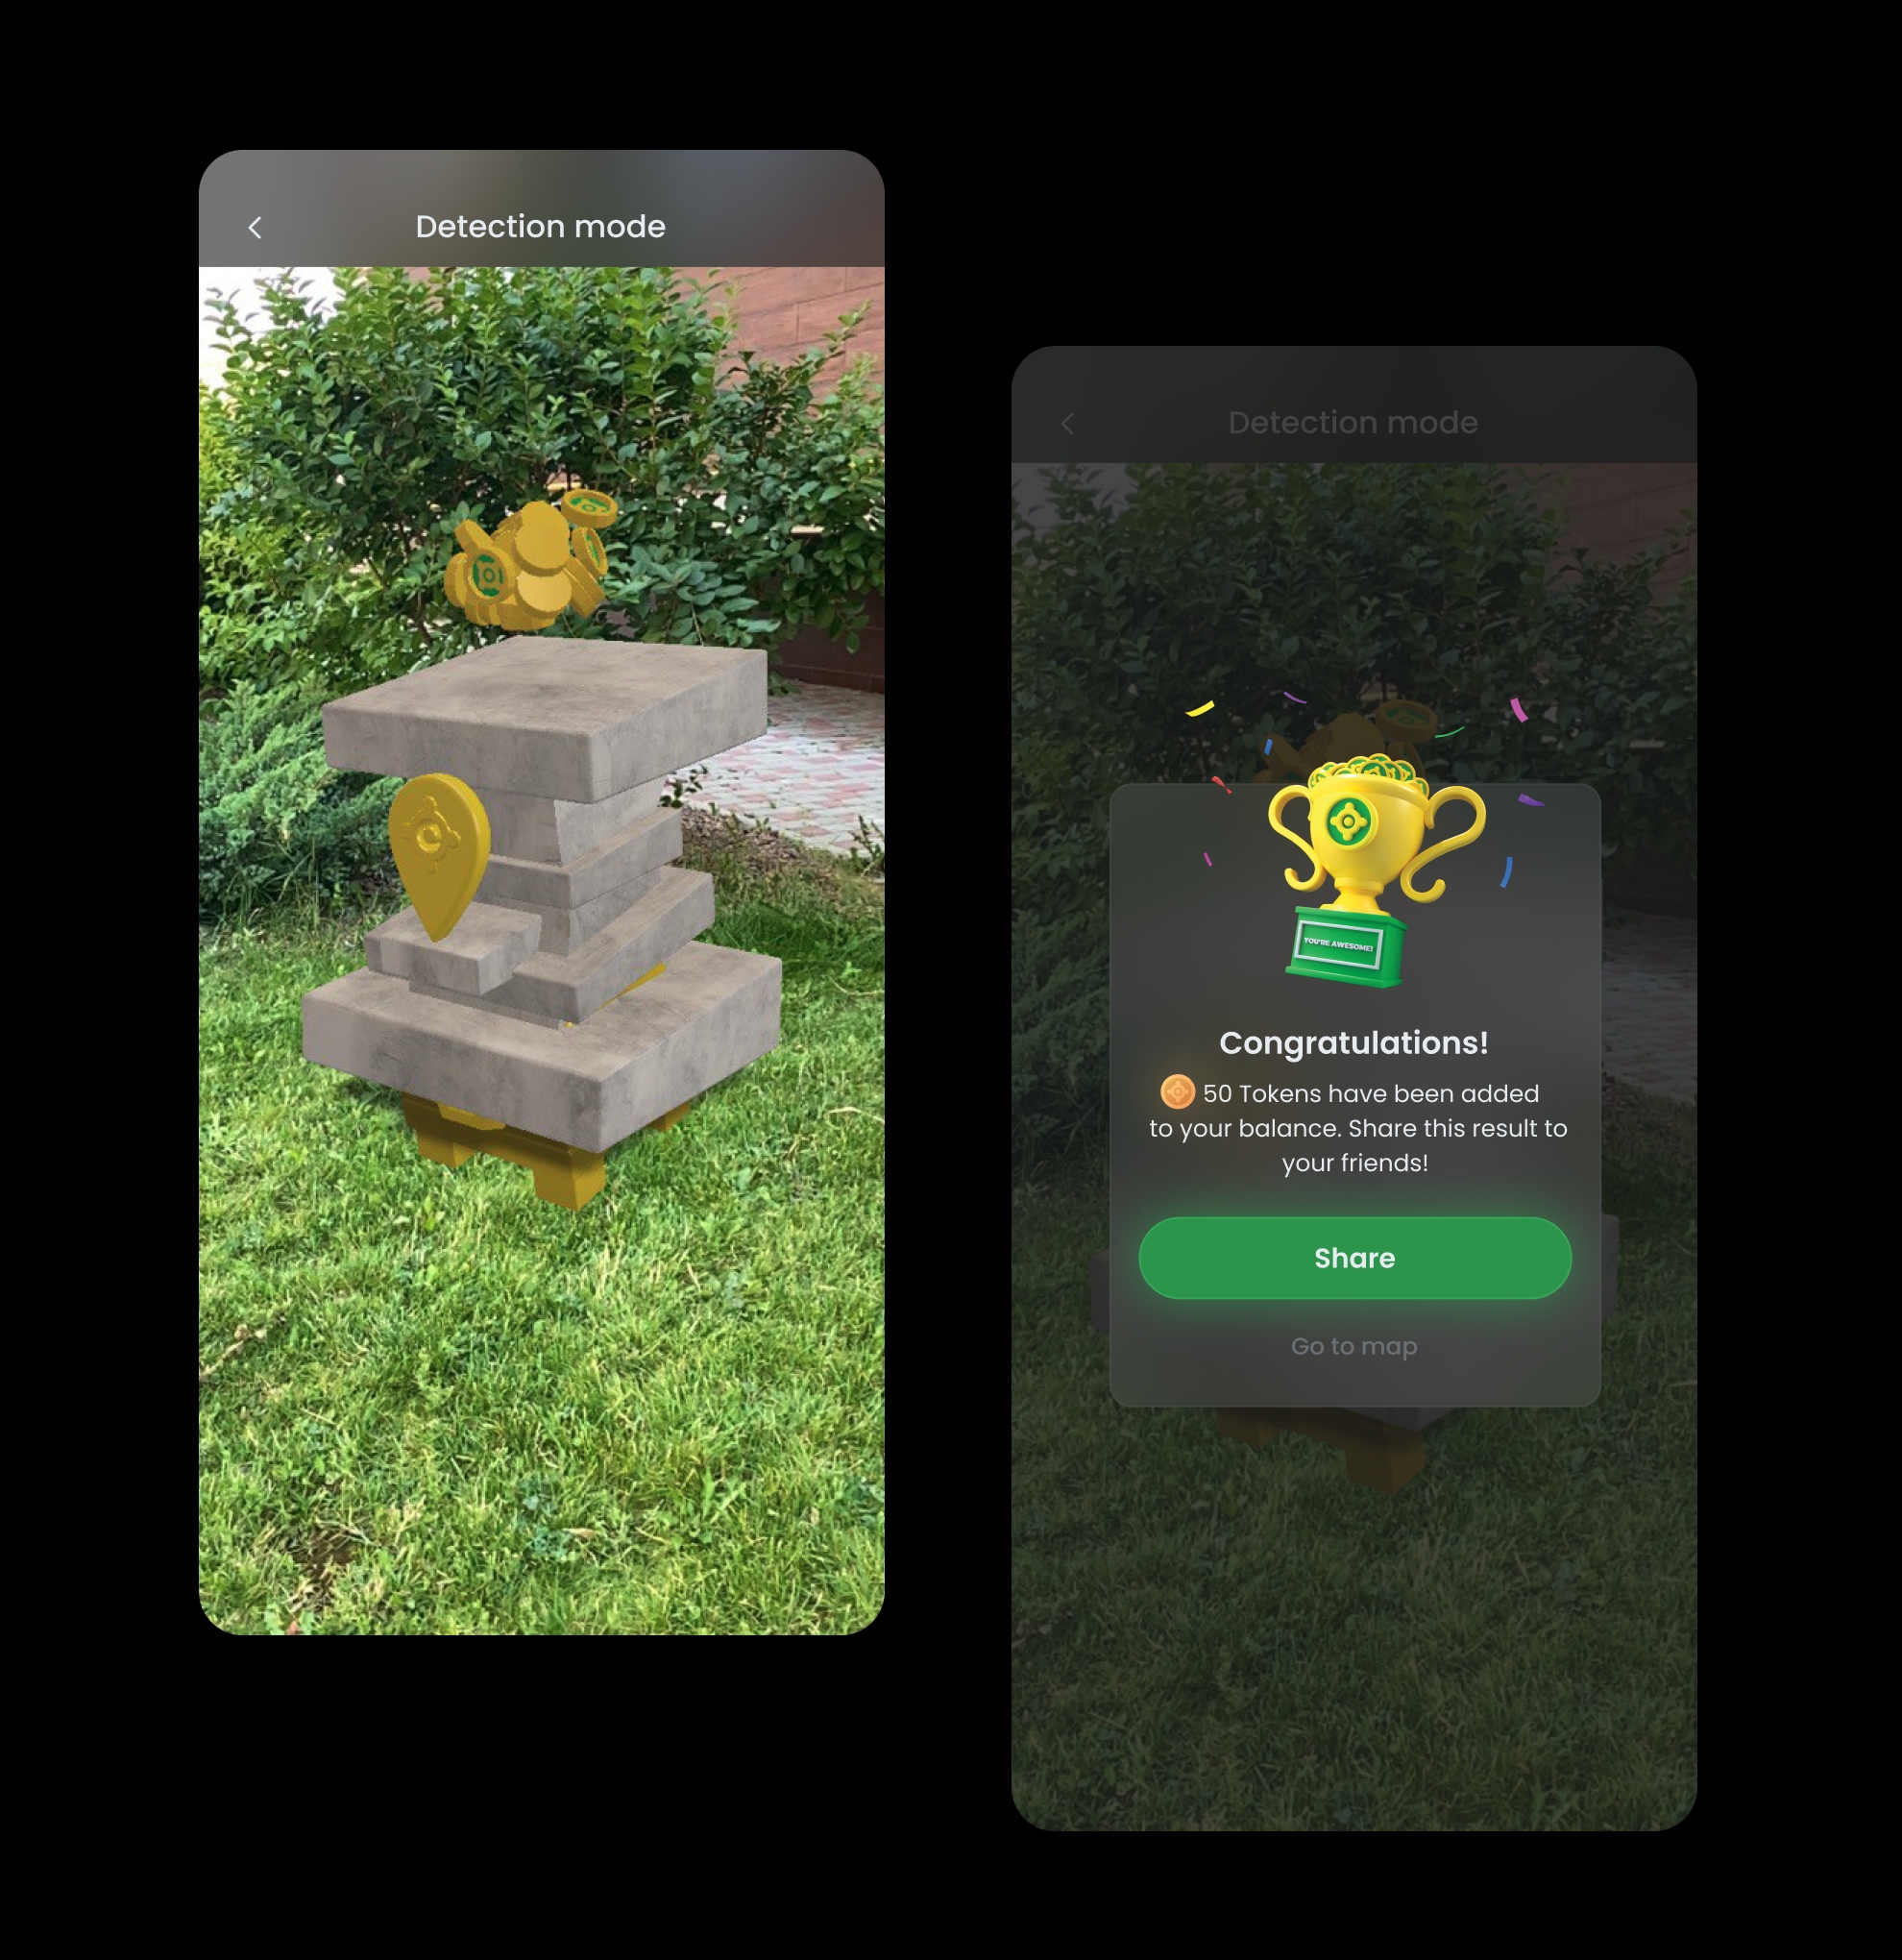 Detection mode
Detection mode
YOU'RE AWESOME!
Congratulations!
50 Tokens have been added
to your balance. Share this result to
your friends!
Share
Go to map